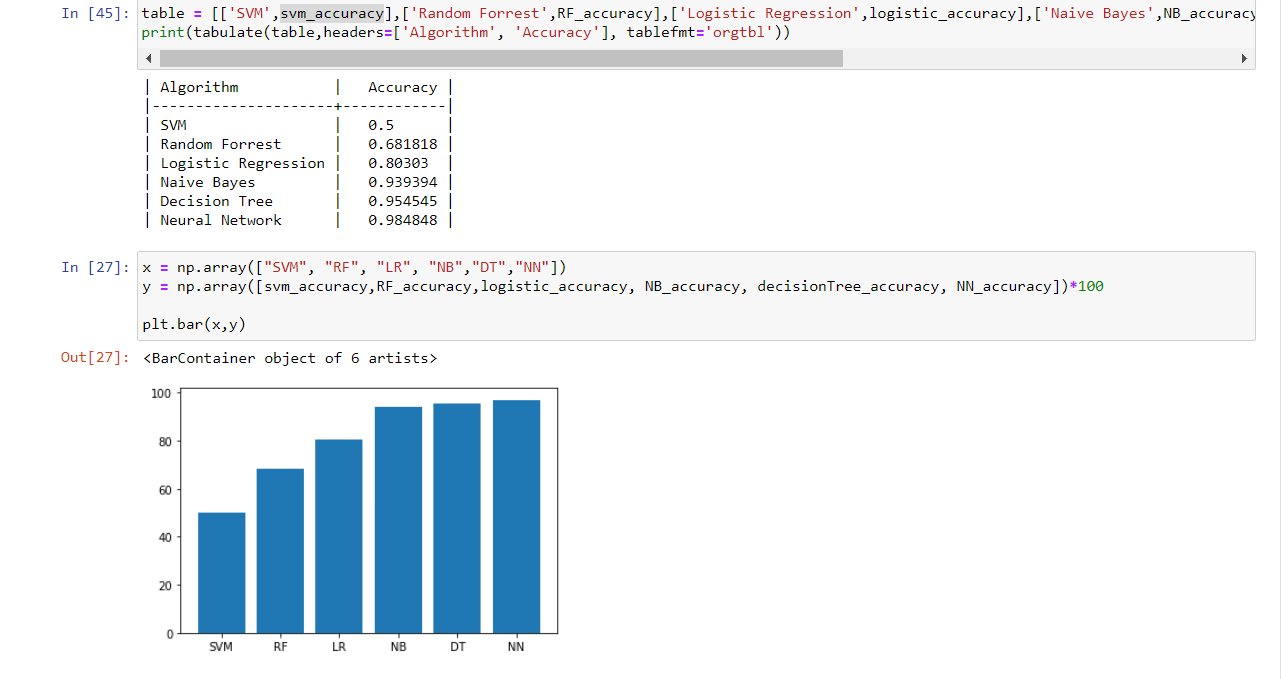 In [45]: table = [['SVM',svm_accuracy],['Random Forrest',RF_accuracy],['Logistic Regression',logistic_accuracy],['Naive Bayes',NB_accuracy
print(tabulate(table,headers=['Algorithm', 'Accuracy'], tablefmt='orgtbl'))
| Algorithm           |   Accuracy |
|---------------------+------------|
| SVM                 |   0.5      |
| Random Forrest      |   0.681818 |
| Logistic Regression |   0.80303  |
| Naive Bayes         |   0.939394 |
| Decision Tree       |   0.954545 |
| Neural Network      |   0.984848 |
In [27]: x = np.array(["SVM", "RF", "LR", "NB","DT","NN"])
y = np.array([svm_accuracy,RF_accuracy,logistic_accuracy, NB_accuracy, decisionTree_accuracy, NN_accuracy])*100
plt.bar(x,y)
Out[27]: <BarContainer object of 6 artists>
100
80
60
40
20
0
SVM RF LR NB DT NN